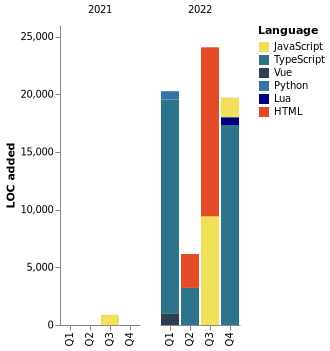 2021 2022
Language
JavaScript
TypeScript
Vue
Python
Lua
HTML
LOC added
25,000
20,000
15,000
10,000
5,000
0
Q1 Q2 Q3 Q4 Q1 Q2 Q3 Q4